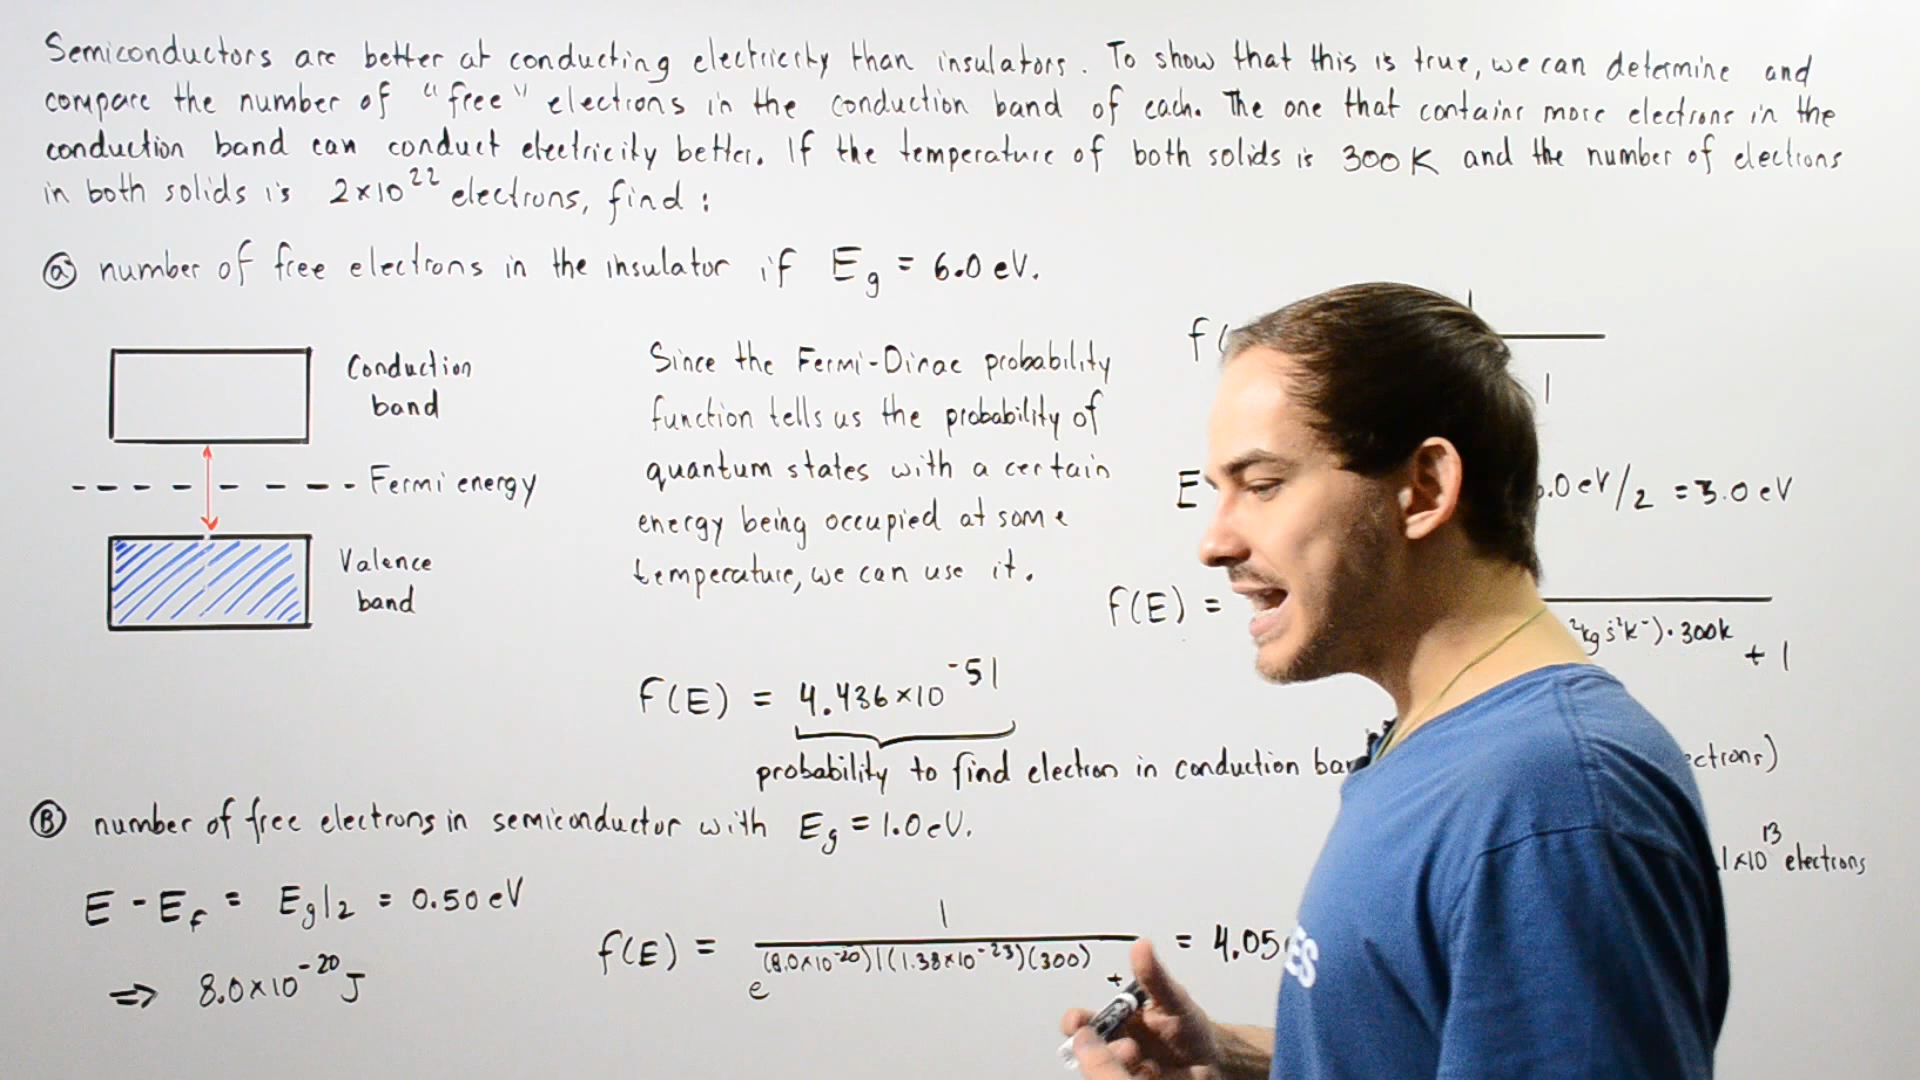 Semiconductors are better at conducting electricity than insulators. To show that this is true, we can determine and
compare the number of "free" electrons in the conduction band of each. The one that contains more electrons in the
conduction band can conduct electricity better. If the temperature of both solids is 300 K and the number of electrons
in both solids is 2×10²² electrons, find:
Ⓐ number of free electrons in the insulator if Eg = 6.0 eV.
Conduction
band
Fermi energy
Valence
band
Since the Fermi-Dirac probability
function tells us the probability of
quantum states with a certain
energy being occupied at some
temperature, we can use it.
f(
1
E
.0 eV/2 = 3.0 eV
f(E) =
²kg s²K⁻)·300k + 1
f(E) = 4.436×10⁻⁵¹
probability to find electron in conduction
Ⓑ number of free electrons in semiconductor with Eg = 1.0 eV.
E - Ef = Eg/2 = 0.50 eV
⇒ 8.0×10⁻²⁰ J
f(E) = 1
e (8.0×10⁻²⁰)/(1.38×10⁻²³)(300) +
= 4.05
ectrons)
1×10¹³ electrons
ES